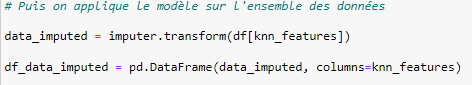 # Puis on applique le modèle sur l'ensemble des données
data_imputed = imputer.transform(df[knn_features])
df_data_imputed = pd.DataFrame(data_imputed, columns=knn_features)